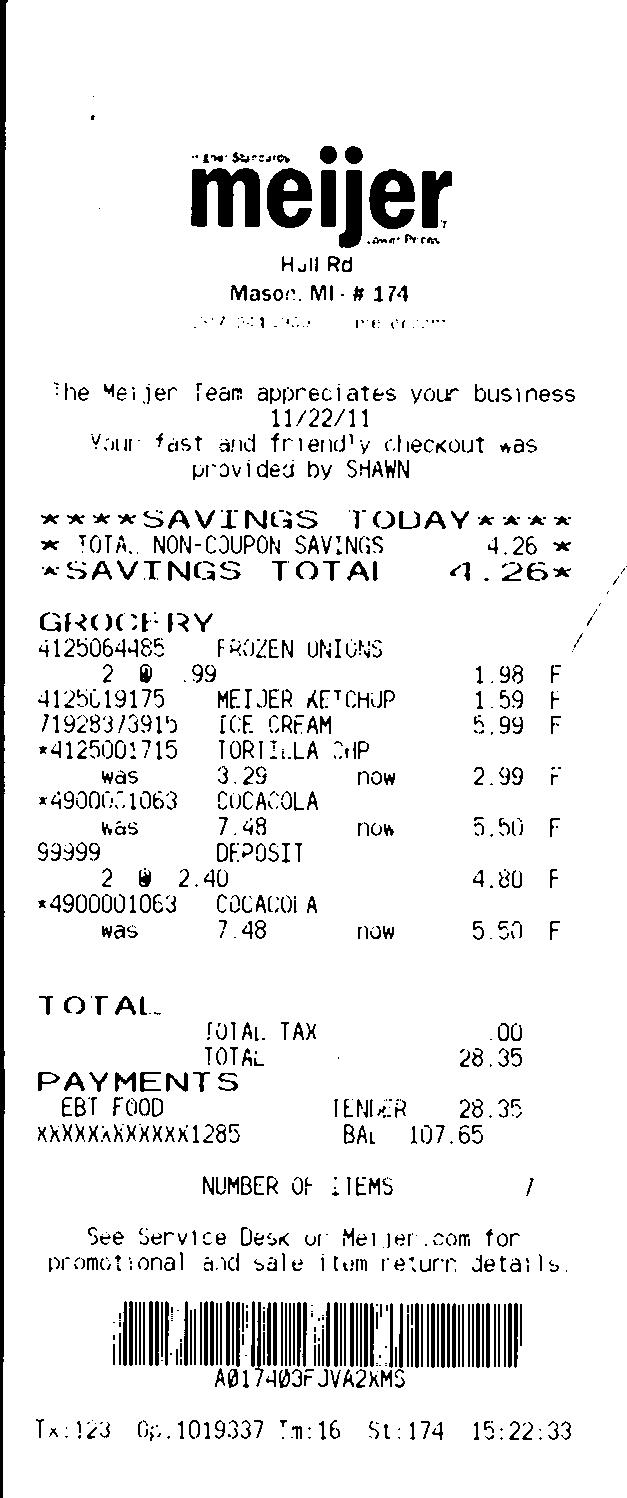 Higher Standards
meijer
Lower Prices
Hull Rd
Mason, MI - # 174
The Meijer Team appreciates your business
11/22/11
Your fast and friendly checkout was
provided by SHAWN
****SAVINGS TODAY****
* TOTAL NON-COUPON SAVINGS 4.26 *
*SAVINGS TOTAL 4.26*
GROCERY
4125064485 FROZEN ONIONS
2 @ .99 1.98 F
4125019175 MEIJER KETCHUP 1.59 F
71928373915 ICE CREAM 5.99 F
*4125001715 TORTILLA CHP
was 3.29 now 2.99 F
*4900001063 COCACOLA
was 7.48 now 5.50 F
99999 DEPOSIT
2 @ 2.40 4.80 F
*4900001063 COCACOLA
was 7.48 now 5.50 F
TOTAL
TOTAL TAX .00
TOTAL 28.35
PAYMENTS
EBT FOOD TENDER 28.35
XXXXXXXXXXXX1285 BAL 107.65
NUMBER OF ITEMS 7
See Service Desk or Meijer.com for
promotional and sale item return details.
A017403FJVA2XMS
Tx:123 Op.1019337 Tm:16 St:174 15:22:33